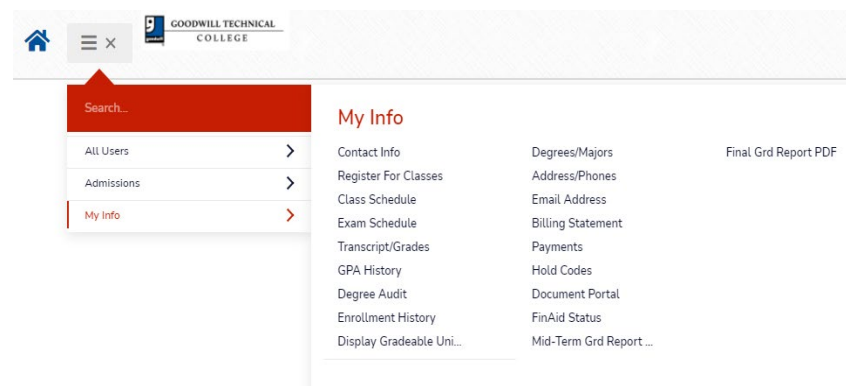 GOODWILL TECHNICAL
COLLEGE
goodwill
Search...
All Users
Admissions
My Info
My Info
Contact Info
Register For Classes
Class Schedule
Exam Schedule
Transcript/Grades
GPA History
Degree Audit
Enrollment History
Display Gradeable Uni...
Degrees/Majors
Address/Phones
Email Address
Billing Statement
Payments
Hold Codes
Document Portal
FinAid Status
Mid-Term Grd Report ...
Final Grd Report PDF